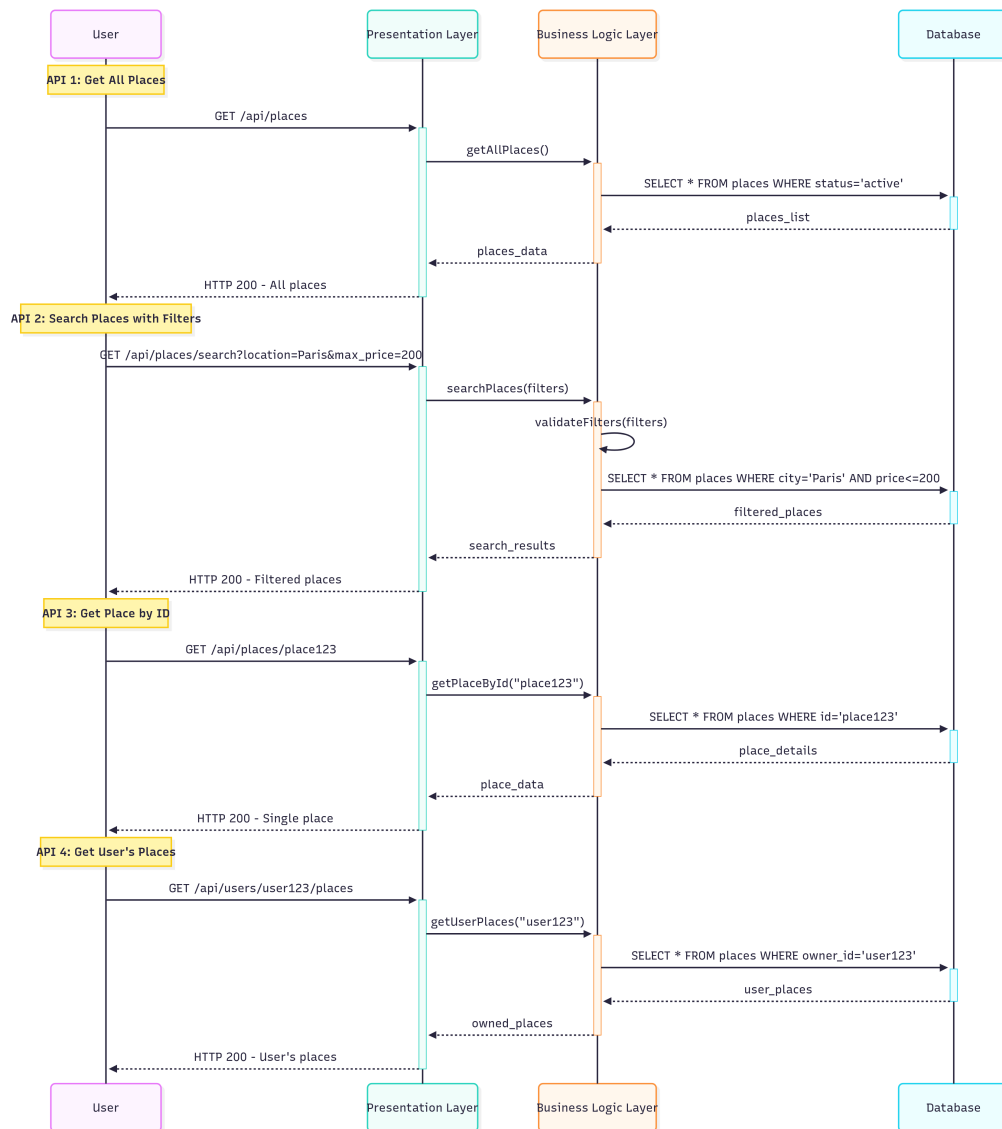 User
Presentation Layer
Business Logic Layer
Database
API 1: Get All Places
GET /api/places
getAllPlaces()
SELECT * FROM places WHERE status='active'
places_list
places_data
HTTP 200 - All places
API 2: Search Places with Filters
GET /api/places/search?location=Paris&max_price=200
searchPlaces(filters)
validateFilters(filters)
SELECT * FROM places WHERE city='Paris' AND price<=200
filtered_places
search_results
HTTP 200 - Filtered places
API 3: Get Place by ID
GET /api/places/place123
getPlaceById("place123")
SELECT * FROM places WHERE id='place123'
place_details
place_data
HTTP 200 - Single place
API 4: Get User's Places
GET /api/users/user123/places
getUserPlaces("user123")
SELECT * FROM places WHERE owner_id='user123'
user_places
owned_places
HTTP 200 - User's places
User
Presentation Layer
Business Logic Layer
Database